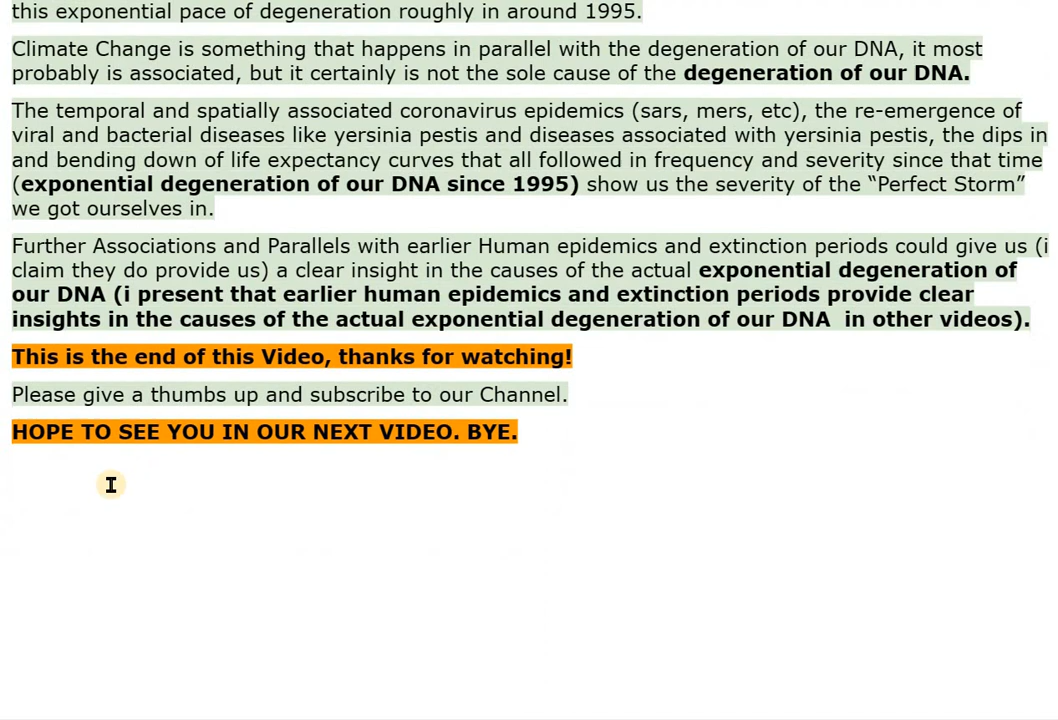 this exponential pace of degeneration roughly in around 1995.
Climate Change is something that happens in parallel with the degeneration of our DNA, it most
probably is associated, but it certainly is not the sole cause of the degeneration of our DNA.
The temporal and spatially associated coronavirus epidemics (sars, mers, etc), the re-emergence of
viral and bacterial diseases like yersinia pestis and diseases associated with yersinia pestis, the dips in
and bending down of life expectancy curves that all followed in frequency and severity since that time
(exponential degeneration of our DNA since 1995) show us the severity of the “Perfect Storm”
we got ourselves in.
Further Associations and Parallels with earlier Human epidemics and extinction periods could give us (i
claim they do provide us) a clear insight in the causes of the actual exponential degeneration of
our DNA (i present that earlier human epidemics and extinction periods provide clear
insights in the causes of the actual exponential degeneration of our DNA  in other videos).
This is the end of this Video, thanks for watching!
Please give a thumbs up and subscribe to our Channel.
HOPE TO SEE YOU IN OUR NEXT VIDEO. BYE.